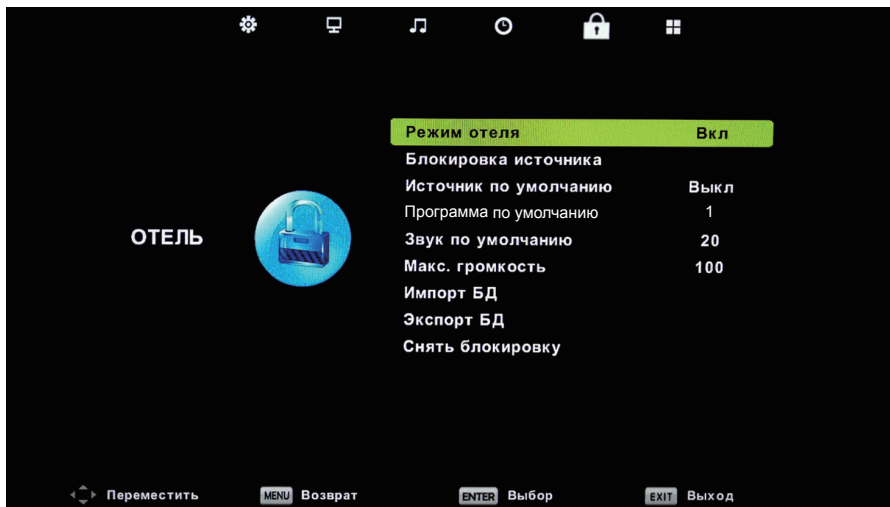 Режим отеля Вкл
Блокировка источника
Источник по умолчанию Выкл
Программа по умолчанию 1
ОТЕЛЬ
Звук по умолчанию 20
Макс. громкость 100
Импорт БД
Экспорт БД
Снять блокировку
Переместить MENU Возврат ENTER Выбор EXIT Выход